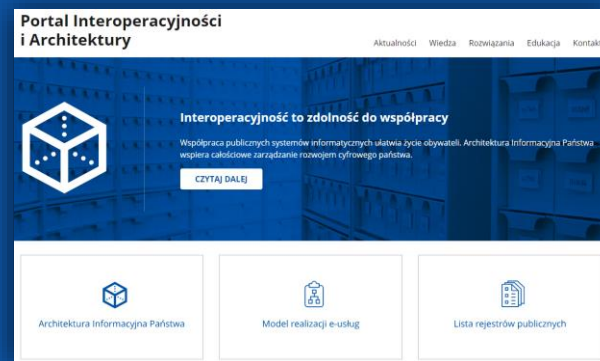 Portal Interoperacyjności
i Architektury
Aktualności Wiedza Rozwiązania Edukacja Kontakt
Interoperacyjność to zdolność do współpracy
Współpraca publicznych systemów informatycznych ułatwia życie obywateli. Architektura Informacyjna Państwa
wspiera całościowe zarządzanie rozwojem cyfrowego państwa.
CZYTAJ DALEJ
Architektura Informacyjna Państwa
Model realizacji e-usług
Lista rejestrów publicznych